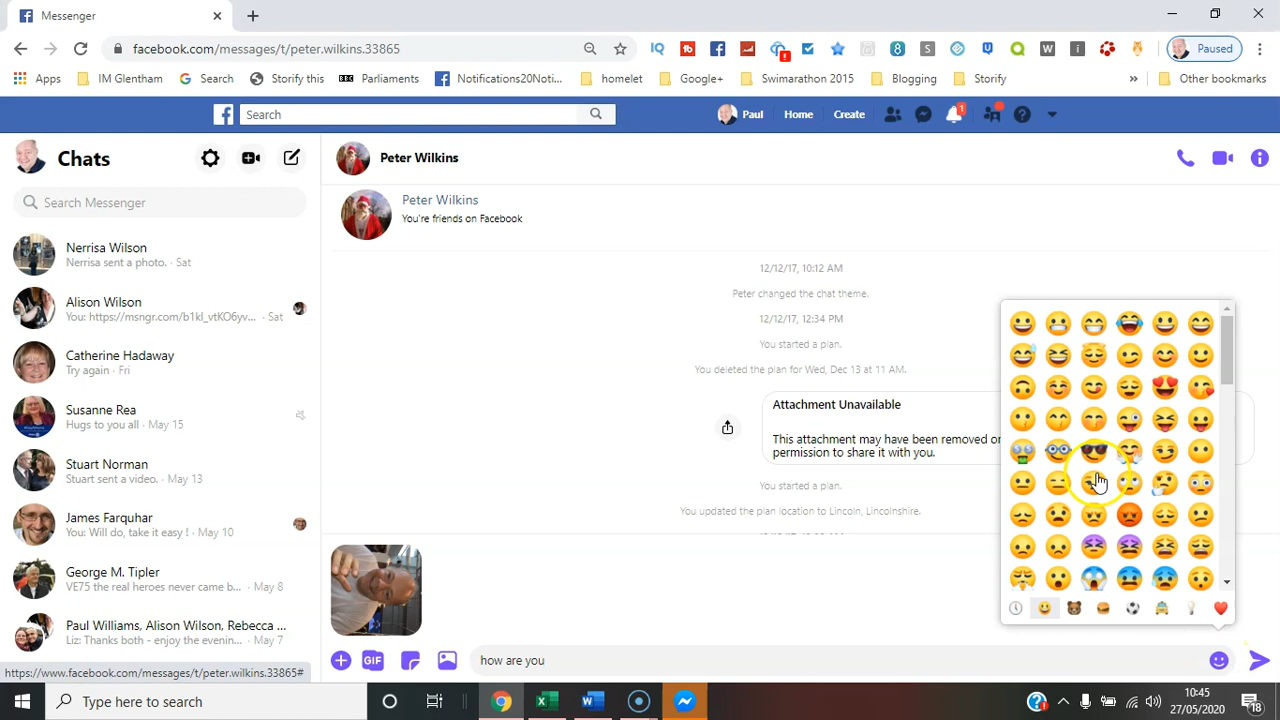 Messenger
facebook.com/messages/t/peter.wilkins.33865
Paused
Apps
IM Glentham
Search
Storify this
BBC Parliaments
Notifications20Noti...
homelet
Google+
Swimarathon 2015
Blogging
Storify
»
Other bookmarks
Search
Paul
Home
Create
1
Chats
Search Messenger
Nerrisa Wilson
Nerrisa sent a photo. · Sat
Alison Wilson
You: https://msngr.com/b1kl_vtKO6yv... · Sat
Catherine Hadaway
Try again · Fri
Susanne Rea
Hugs to you all · May 15
Stuart Norman
Stuart sent a video. · May 13
James Farquhar
You: Will do, take it easy ! · May 10
George M. Tipler
VE75 the real heroes never came b... · May 8
Paul Williams, Alison Wilson, Rebecca ...
Liz: Thanks both - enjoy the evenin... · May 7
https://www.facebook.com/messages/t/peter.wilkins.33865#
Peter Wilkins
Peter Wilkins
You're friends on Facebook
12/12/17, 10:12 AM
Peter changed the chat theme.
12/12/17, 12:34 PM
You started a plan.
You deleted the plan for Wed, Dec 13 at 11 AM.
Attachment Unavailable
This attachment may have been removed or
permission to share it with you.
You started a plan.
You updated the plan location to Lincoln, Lincolnshire.
GIF
how are you
Type here to search
10:45
27/05/2020
18